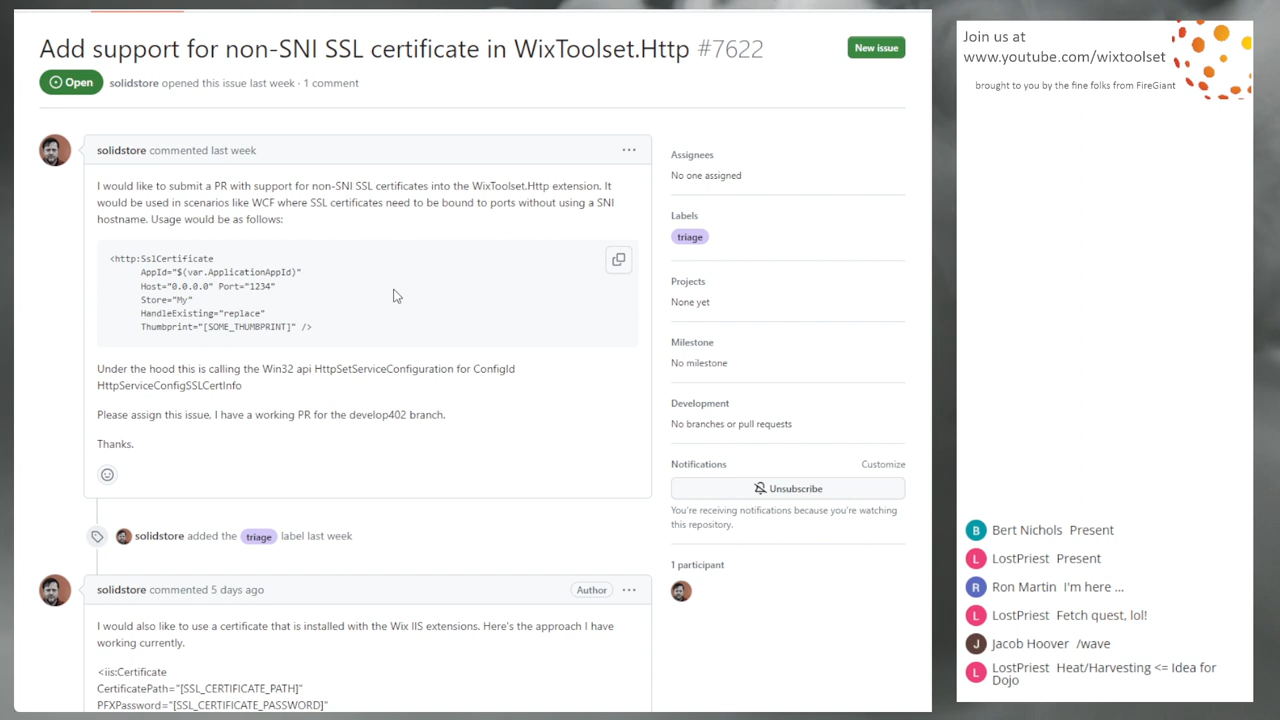 Add support for non-SNI SSL certificate in WixToolset.Http #7622
New issue
Open
solidstore opened this issue last week · 1 comment
solidstore commented last week
I would like to submit a PR with support for non-SNI SSL certificates into the WixToolset.Http extension. It
would be used in scenarios like WCF where SSL certificates need to be bound to ports without using a SNI
hostname. Usage would be as follows:
<http:SslCertificate
AppId="$(var.ApplicationAppId)"
Host="0.0.0.0" Port="1234"
Store="My"
HandleExisting="replace"
Thumbprint="[SOME_THUMBPRINT]" />
Under the hood this is calling the Win32 api HttpSetServiceConfiguration for ConfigId
HttpServiceConfigSSLCertInfo
Please assign this issue, I have a working PR for the develop402 branch.
Thanks.
solidstore added the triage label last week
solidstore commented 5 days ago
Author
I would also like to use a certificate that is installed with the Wix IIS extensions. Here's the approach I have
working currently.
<iis:Certificate
CertificatePath="[SSL_CERTIFICATE_PATH]"
PFXPassword="[SSL_CERTIFICATE_PASSWORD]"
Assignees
No one assigned
Labels
triage
Projects
None yet
Milestone
No milestone
Development
No branches or pull requests
Notifications
Customize
Unsubscribe
You're receiving notifications because you're watching
this repository.
1 participant
Join us at
www.youtube.com/wixtoolset
brought to you by the fine folks from FireGiant
B Bert Nichols Present
L LostPriest Present
R Ron Martin I'm here ...
L LostPriest Fetch quest, lol!
J Jacob Hoover /wave
L LostPriest Heat/Harvesting <= Idea for
Dojo